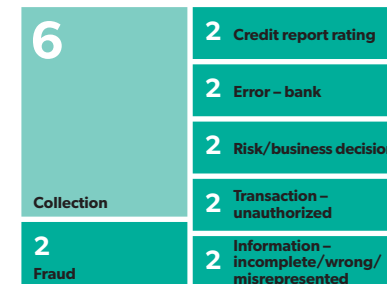 6
Collection
2
Fraud
2 Credit report rating
2 Error – bank
2 Risk/business decision
2 Transaction –
unauthorized
2 Information –
incomplete/wrong/
misrepresented